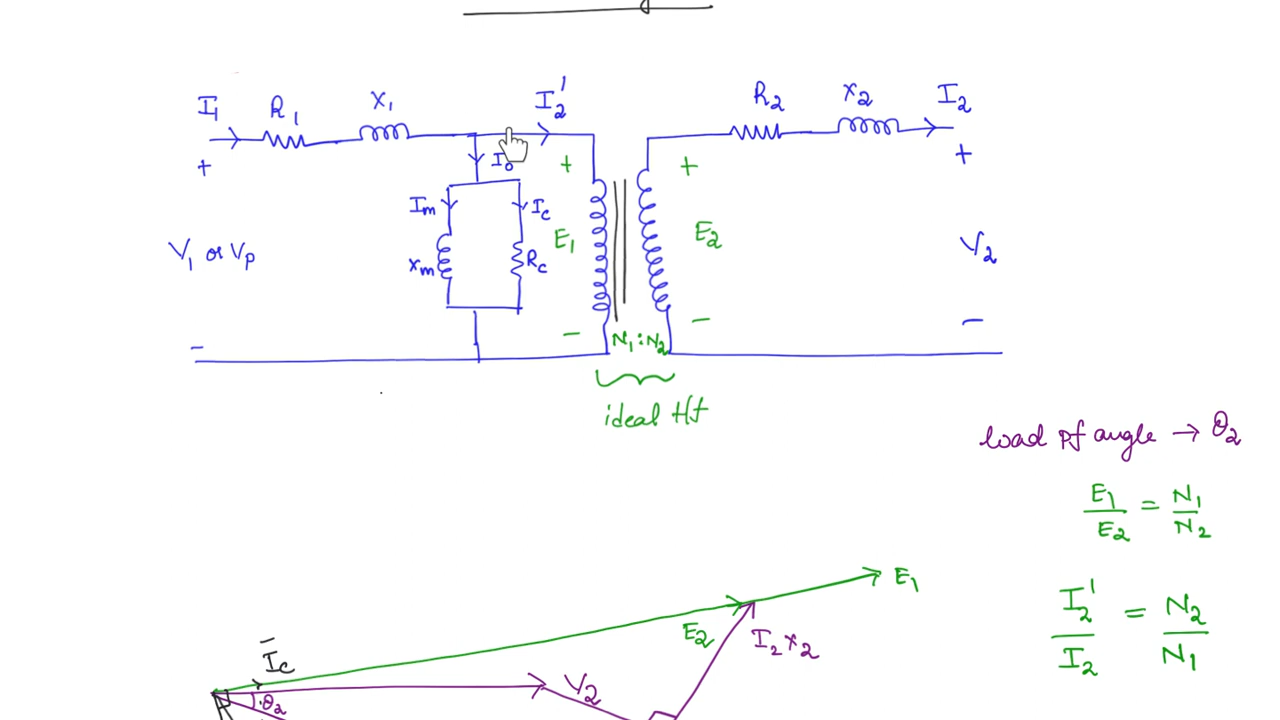 I₁ R₁ X₁ I₂' R₂ X₂ I₂
+ I₀ + + +
Im Ic
V₁ or Vp Xm Rc E₁ E₂ V₂
- - - -
N₁:N₂
ideal t/f
load pf angle → θ₂
E₁/E₂ = N₁/N₂
E₁
I₂'/I₂ = N₂/N₁
E₂ I₂X₂
Ic
V₂
θ₂